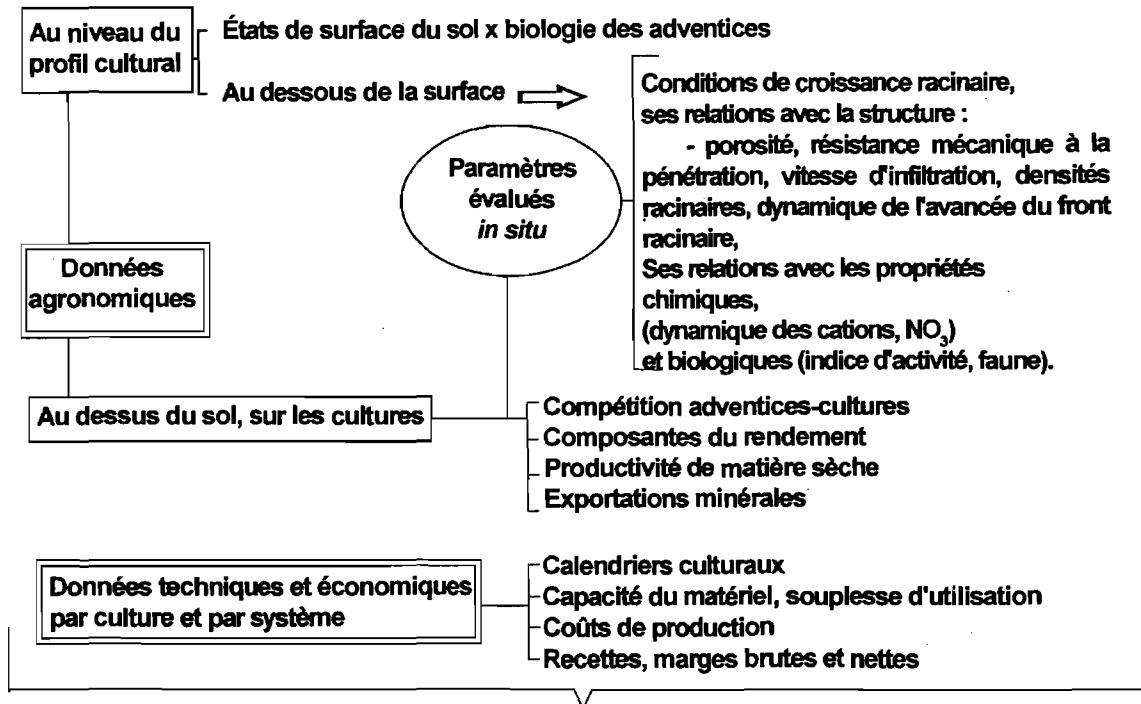 Au niveau du
profil cultural
États de surface du sol x biologie des adventices
Au dessous de la surface
Conditions de croissance racinaire,
ses relations avec la structure :
- porosité, résistance mécanique à la
pénétration, vitesse d'infiltration, densités
racinaires, dynamique de l'avancée du front
racinaire,
Ses relations avec les propriétés
chimiques,
(dynamique des cations, NO₃)
et biologiques (indice d'activité, faune).
Paramètres
évalués
in situ
Données
agronomiques
Au dessus du sol, sur les cultures
Compétition adventices-cultures
Composantes du rendement
Productivité de matière sèche
Exportations minérales
Données techniques et économiques
par culture et par système
Calendriers culturaux
Capacité du matériel, souplesse d'utilisation
Coûts de production
Recettes, marges brutes et nettes